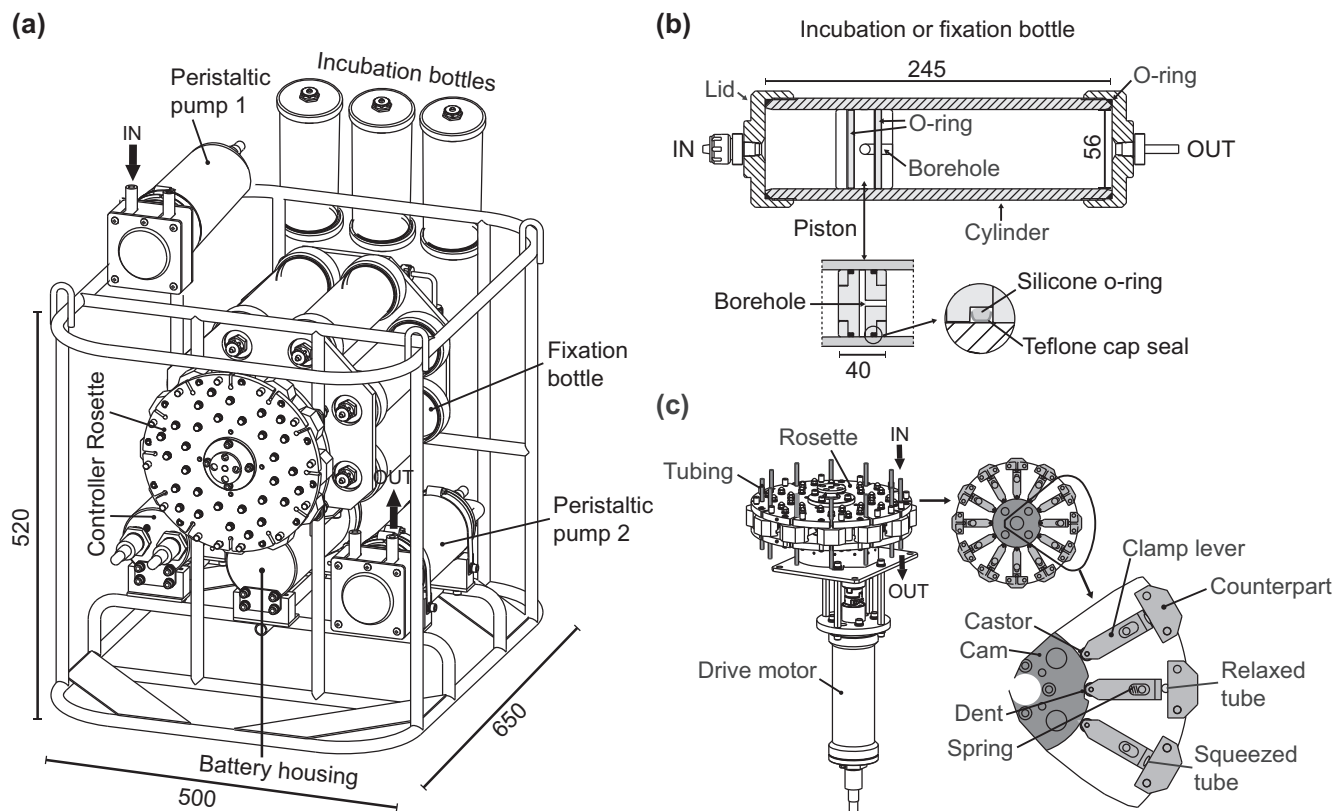 (a)
Incubation bottles
Peristaltic
pump 1
IN
Controller Rosette
Fixation
bottle
OUT
Peristaltic
pump 2
520
Battery housing
500
650
(b)
Incubation or fixation bottle
245
O-ring
Lid
IN
O-ring
Borehole
56
OUT
Piston
Cylinder
Borehole
Silicone o-ring
Teflone cap seal
40
(c)
Rosette
IN
Tubing
Clamp lever
Counterpart
OUT
Castor
Cam
Drive motor
Relaxed
tube
Dent
Spring
Squeezed
tube